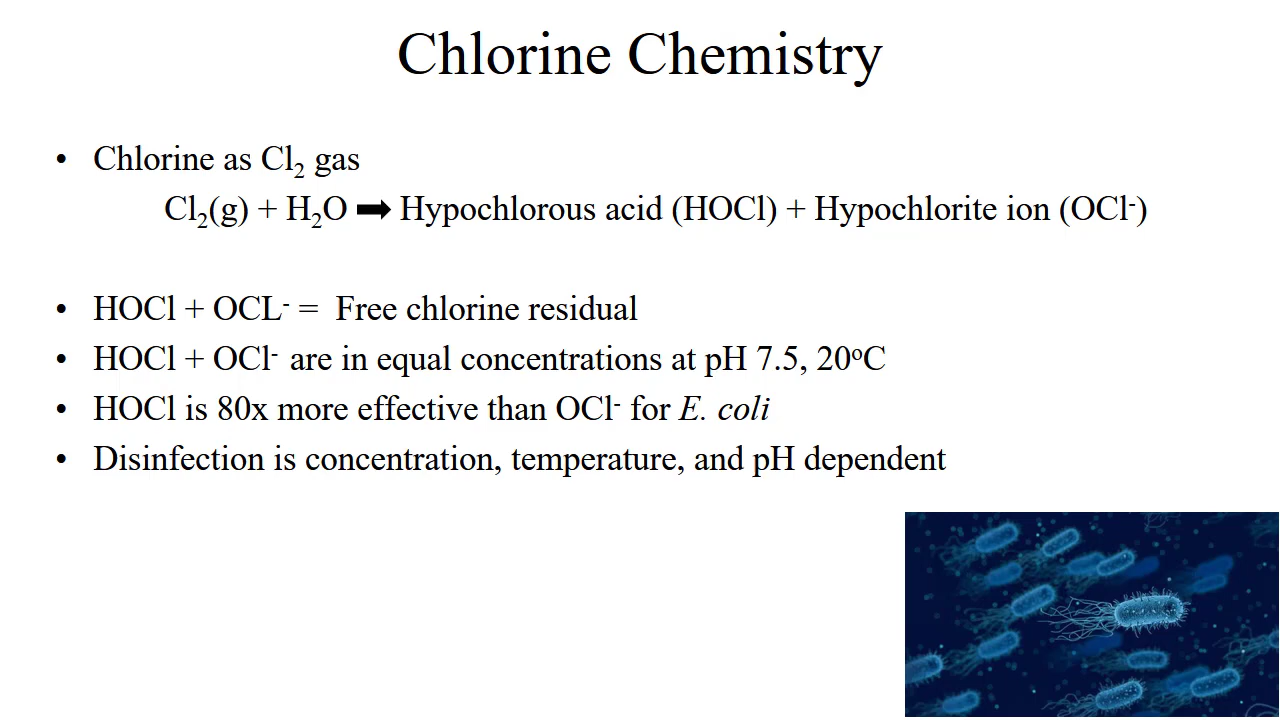 Chlorine Chemistry
• Chlorine as Cl₂ gas
Cl₂(g) + H₂O ➡ Hypochlorous acid (HOCl) + Hypochlorite ion (OCl⁻)
• HOCl + OCL⁻ = Free chlorine residual
• HOCl + OCl⁻ are in equal concentrations at pH 7.5, 20ᵒC
• HOCl is 80x more effective than OCl⁻ for E. coli
• Disinfection is concentration, temperature, and pH dependent